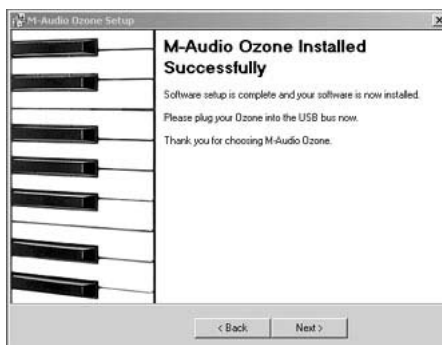 M-Audio Ozone Setup
M-Audio Ozone Installed
Successfully
Software setup is complete and your software is now installed.
Please plug your Ozone into the USB bus now.
Thank you for choosing M-Audio Ozone.
< Back
Next >